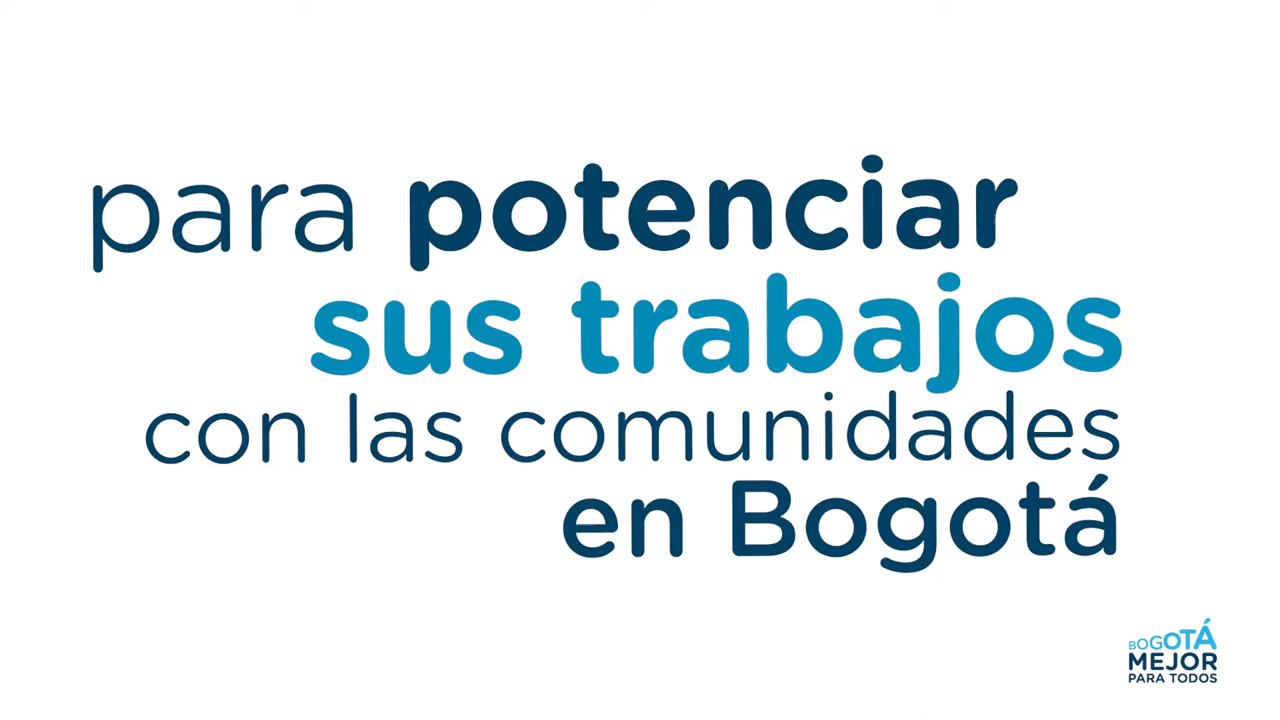 para potenciar
sus trabajos
con las comunidades
en Bogotá
BOGOTÁ
MEJOR
PARA TODOS